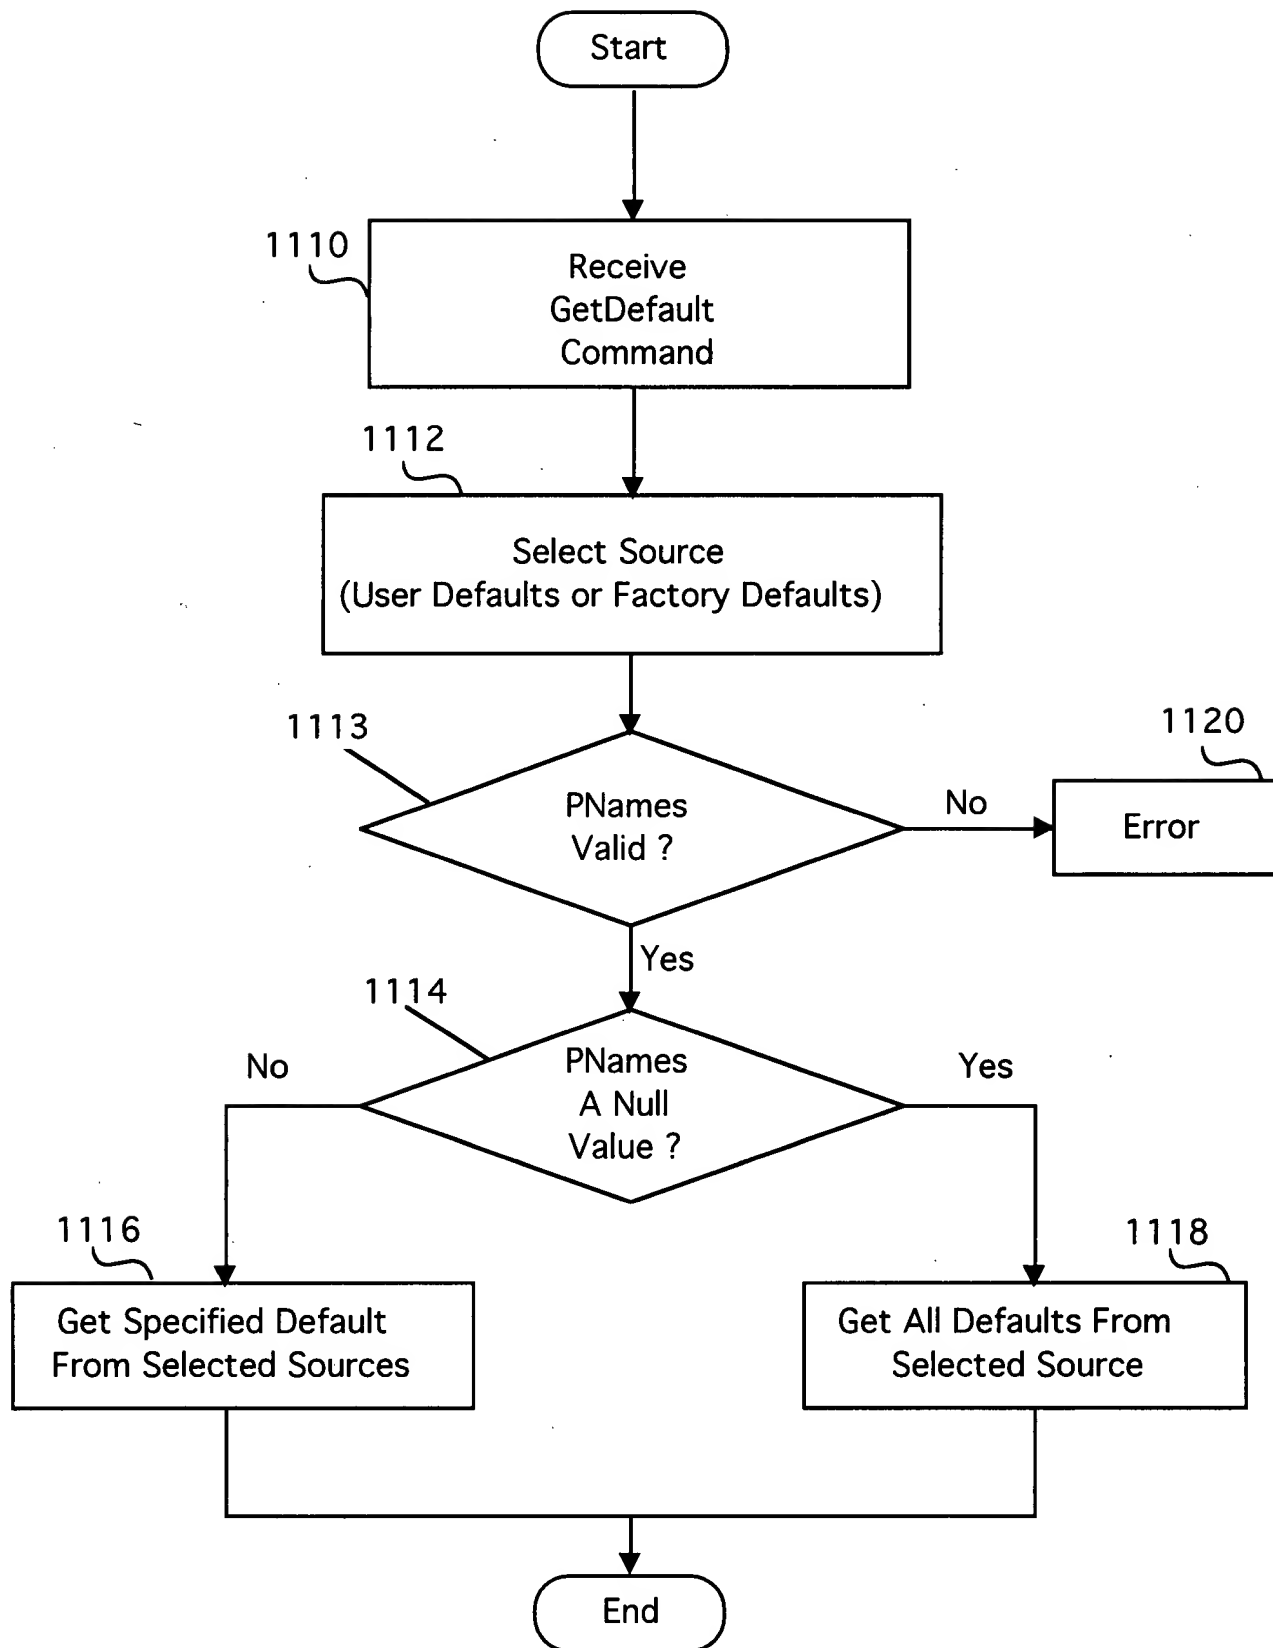 Start
1110
Receive
GetDefault
Command
1112
Select Source
(User Defaults or Factory Defaults)
1113
PNames
Valid ?
No
1120
Error
Yes
1114
PNames
A Null
Value ?
No
Yes
1116
Get Specified Default
From Selected Sources
1118
Get All Defaults From
Selected Source
End